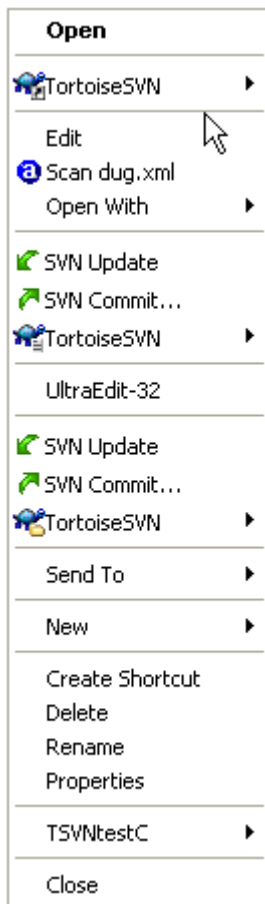 Open
TortoiseSVN
Edit
Scan dug.xml
Open With
SVN Update
SVN Commit...
TortoiseSVN
UltraEdit-32
SVN Update
SVN Commit...
TortoiseSVN
Send To
New
Create Shortcut
Delete
Rename
Properties
TSVNtestC
Close